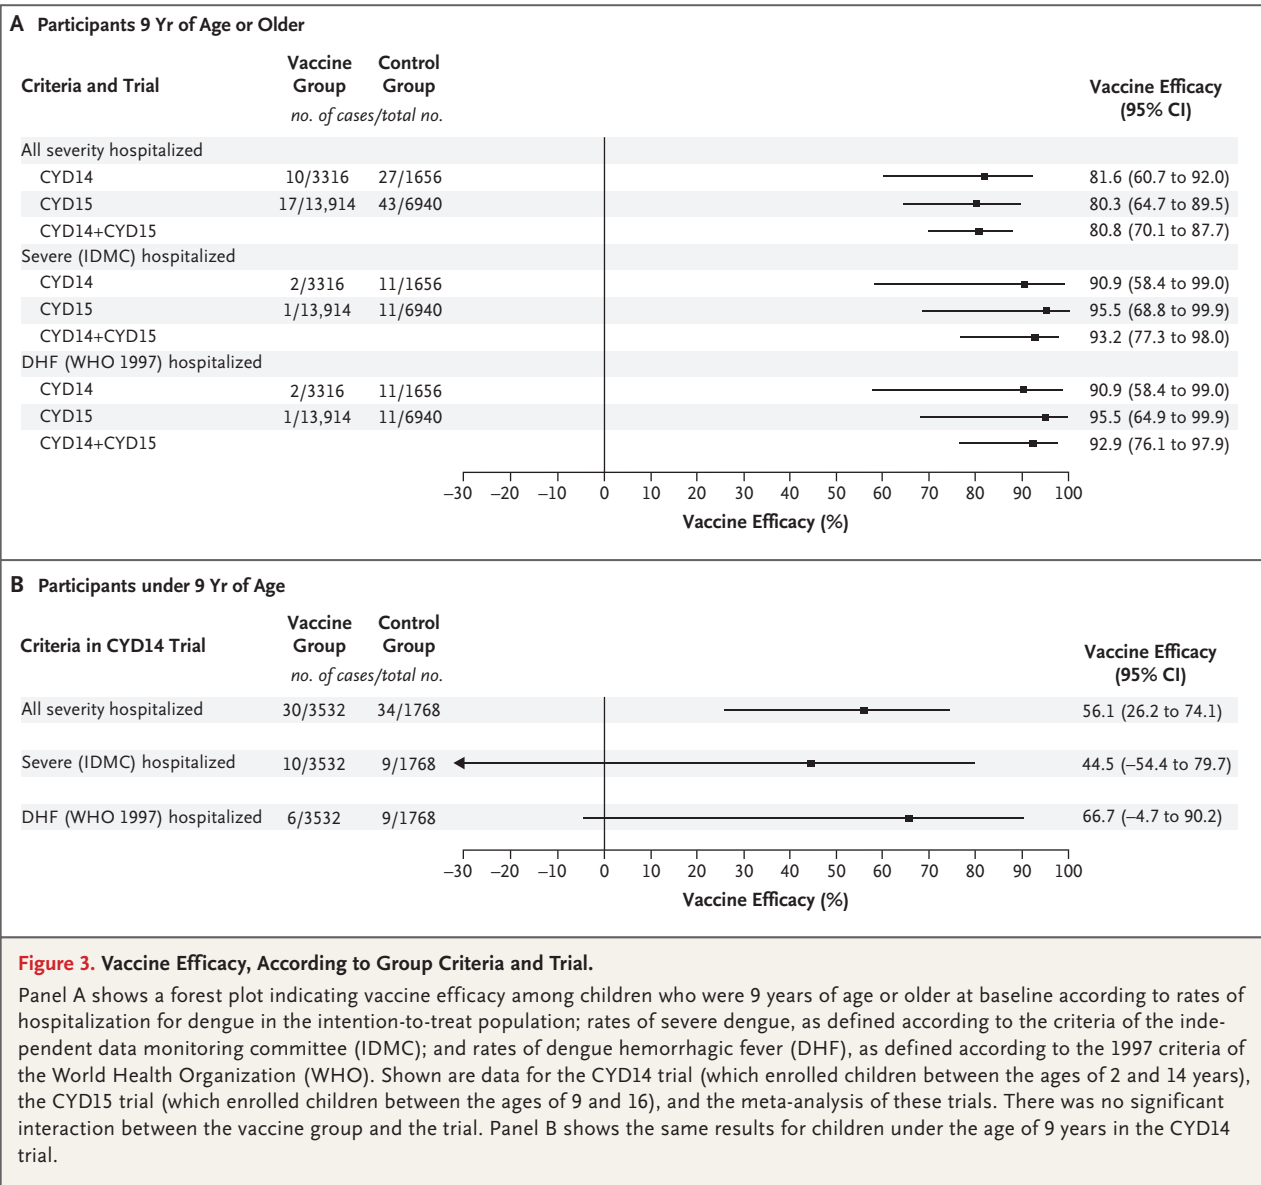 A Participants 9 Yr of Age or Older
Criteria and Trial Vaccine Group Control Group Vaccine Efficacy (95% CI)
no. of cases/total no.
All severity hospitalized
CYD14 10/3316 27/1656 81.6 (60.7 to 92.0)
CYD15 17/13,914 43/6940 80.3 (64.7 to 89.5)
CYD14+CYD15 80.8 (70.1 to 87.7)
Severe (IDMC) hospitalized
CYD14 2/3316 11/1656 90.9 (58.4 to 99.0)
CYD15 1/13,914 11/6940 95.5 (68.8 to 99.9)
CYD14+CYD15 93.2 (77.3 to 98.0)
DHF (WHO 1997) hospitalized
CYD14 2/3316 11/1656 90.9 (58.4 to 99.0)
CYD15 1/13,914 11/6940 95.5 (64.9 to 99.9)
CYD14+CYD15 92.9 (76.1 to 97.9)
–30 –20 –10 0 10 20 30 40 50 60 70 80 90 100
Vaccine Efficacy (%)
B Participants under 9 Yr of Age
Criteria in CYD14 Trial Vaccine Group Control Group Vaccine Efficacy (95% CI)
no. of cases/total no.
All severity hospitalized 30/3532 34/1768 56.1 (26.2 to 74.1)
Severe (IDMC) hospitalized 10/3532 9/1768 44.5 (–54.4 to 79.7)
DHF (WHO 1997) hospitalized 6/3532 9/1768 66.7 (–4.7 to 90.2)
–30 –20 –10 0 10 20 30 40 50 60 70 80 90 100
Vaccine Efficacy (%)
Figure 3. Vaccine Efficacy, According to Group Criteria and Trial.
Panel A shows a forest plot indicating vaccine efficacy among children who were 9 years of age or older at baseline according to rates of
hospitalization for dengue in the intention-to-treat population; rates of severe dengue, as defined according to the criteria of the inde-
pendent data monitoring committee (IDMC); and rates of dengue hemorrhagic fever (DHF), as defined according to the 1997 criteria of
the World Health Organization (WHO). Shown are data for the CYD14 trial (which enrolled children between the ages of 2 and 14 years),
the CYD15 trial (which enrolled children between the ages of 9 and 16), and the meta-analysis of these trials. There was no significant
interaction between the vaccine group and the trial. Panel B shows the same results for children under the age of 9 years in the CYD14
trial.